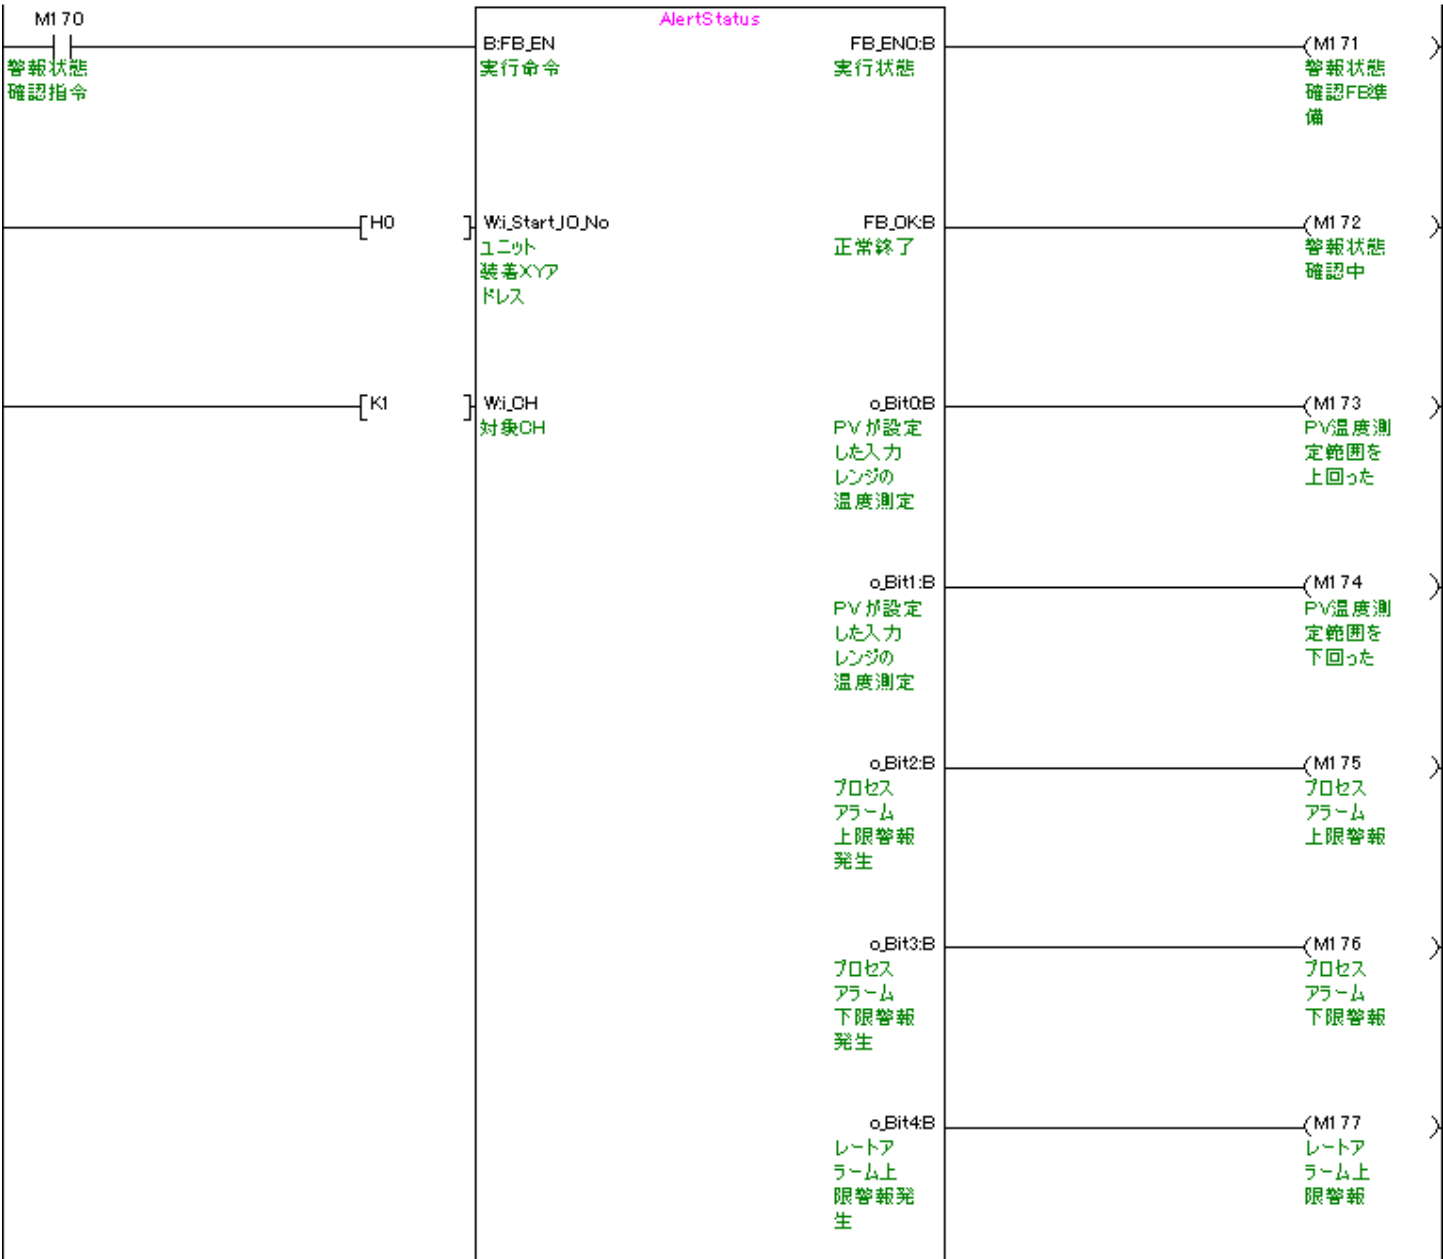 M170
警報状態
確認指令
AlertStatus
B:FB_EN
実行命令
FB_ENO:B
実行状態
(M171 )
警報状態
確認FB準
備
[H0 ]
W:i_Start_IO_No
ユニット
装着XYア
ドレス
FB_OK:B
正常終了
(M172 )
警報状態
確認中
[K1 ]
W:i_CH
対象CH
o_Bit0:B
PVが設定
した入力
レンジの
温度測定
(M173 )
PV温度測
定範囲を
上回った
o_Bit1:B
PVが設定
した入力
レンジの
温度測定
(M174 )
PV温度測
定範囲を
下回った
o_Bit2:B
プロセス
アラーム
上限警報
発生
(M175 )
プロセス
アラーム
上限警報
o_Bit3:B
プロセス
アラーム
下限警報
発生
(M176 )
プロセス
アラーム
下限警報
o_Bit4:B
レートア
ラーム上
限警報発
生
(M177 )
レートア
ラーム上
限警報